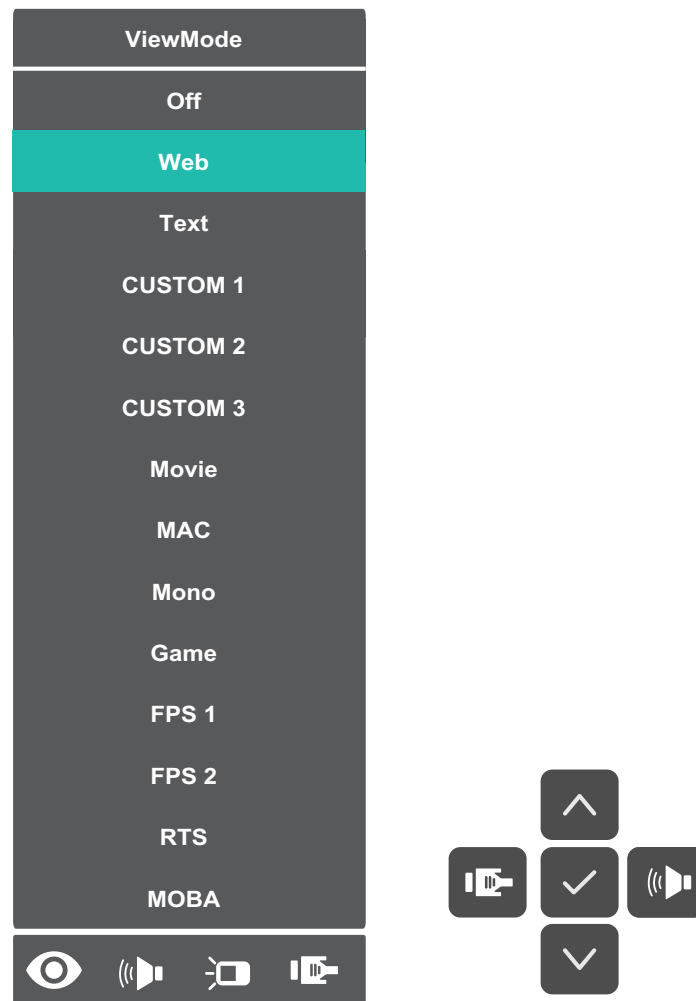 ViewMode
Off
Web
Text
CUSTOM 1
CUSTOM 2
CUSTOM 3
Movie
MAC
Mono
Game
FPS 1
FPS 2
RTS
MOBA